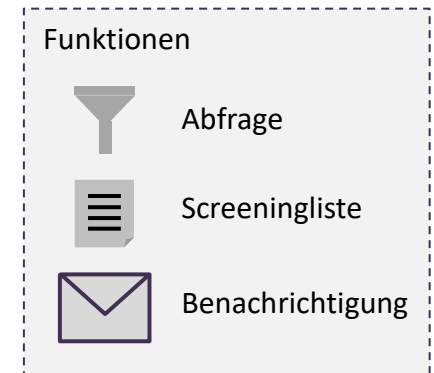 Funktionen
Abfrage
Screeningliste
Benachrichtigung